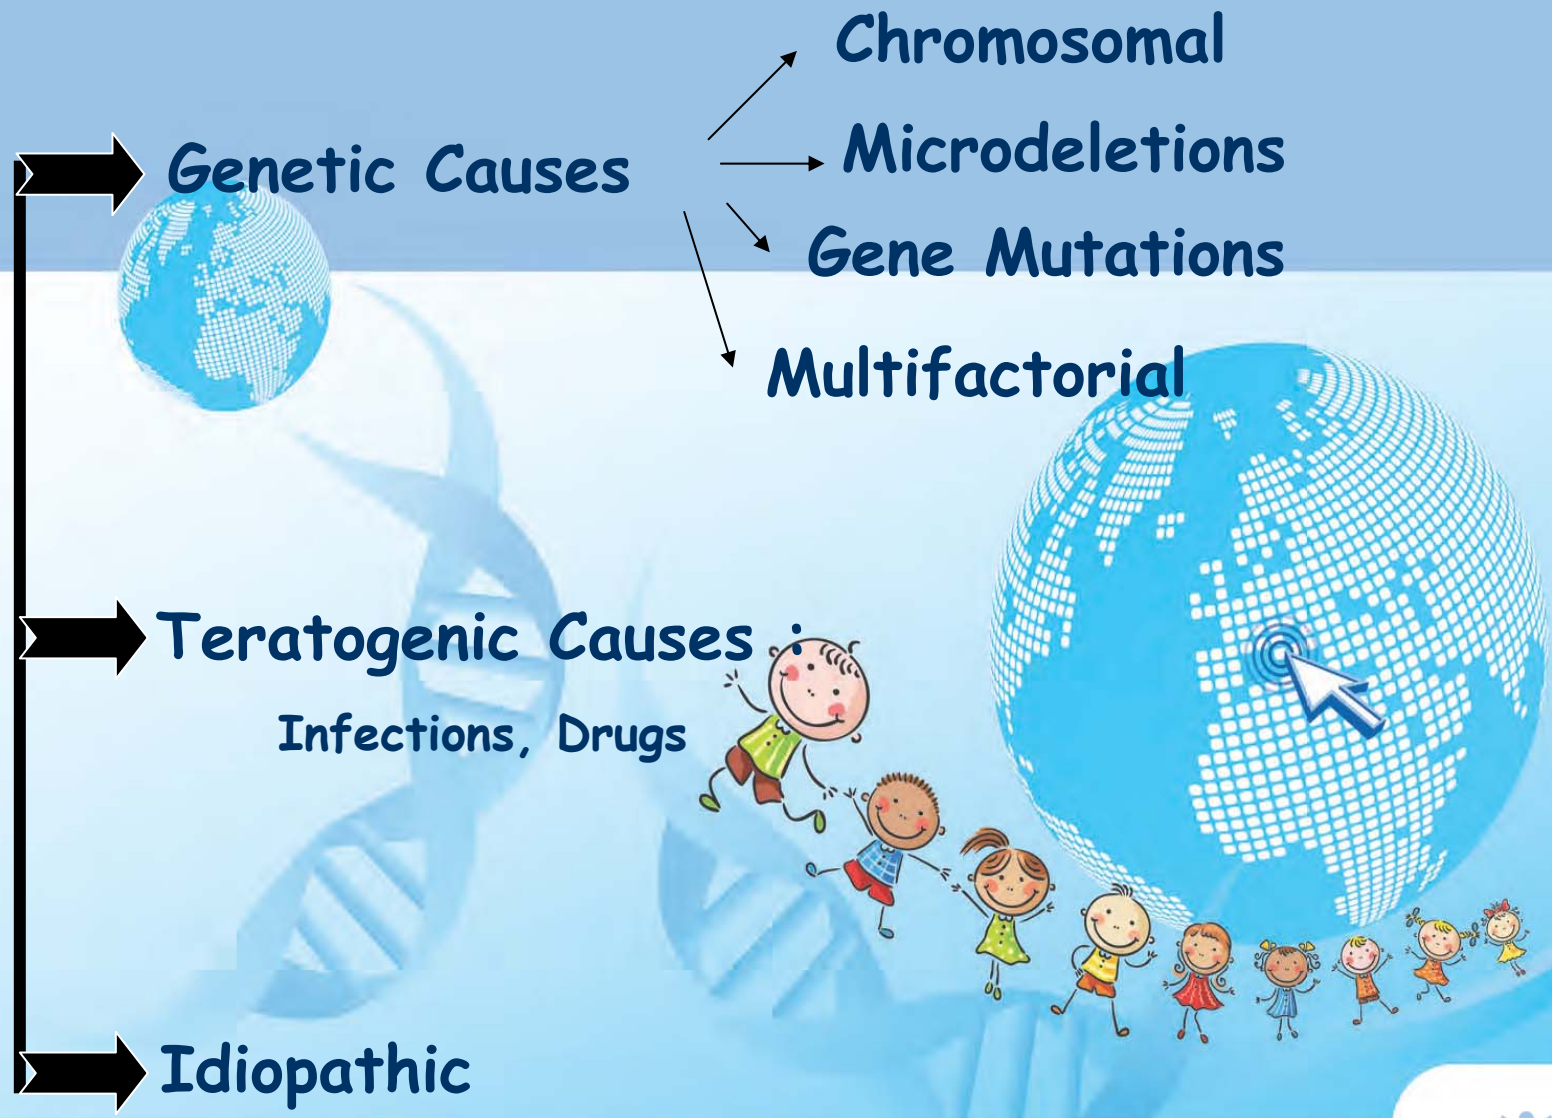 Genetic Causes
Chromosomal
Microdeletions
Gene Mutations
Multifactorial
Teratogenic Causes :
Infections, Drugs
Idiopathic